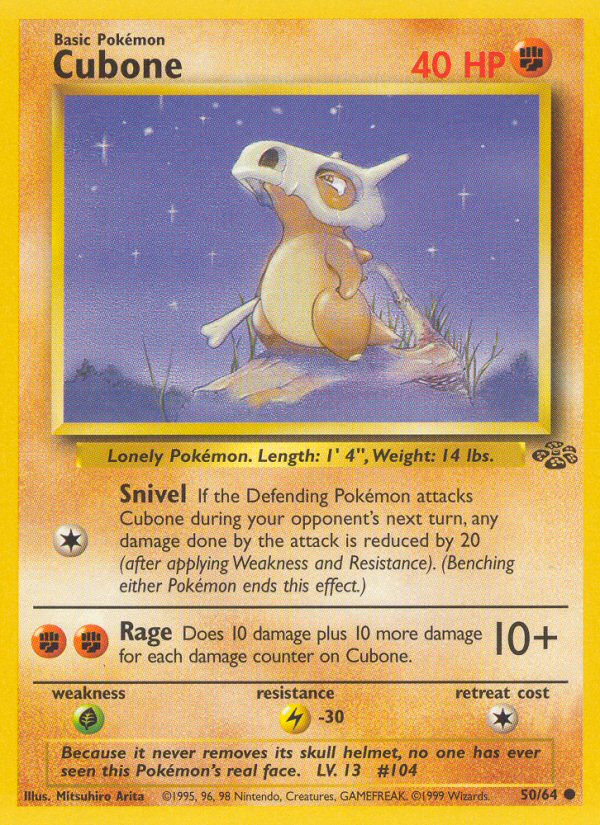 Basic Pokémon
Cubone
40 HP
Lonely Pokémon. Length: 1' 4", Weight: 14 lbs.
Snivel If the Defending Pokémon attacks
Cubone during your opponent's next turn, any
damage done by the attack is reduced by 20
(after applying Weakness and Resistance). (Benching
either Pokémon ends this effect.)
Rage Does 10 damage plus 10 more damage
for each damage counter on Cubone.
10+
weakness
resistance
retreat cost
-30
Because it never removes its skull helmet, no one has ever
seen this Pokémon's real face. LV. 13 #104
Illus. Mitsuhiro Arita ©1995, 96, 98 Nintendo, Creatures, GAMEFREAK. ©1999 Wizards. 50/64